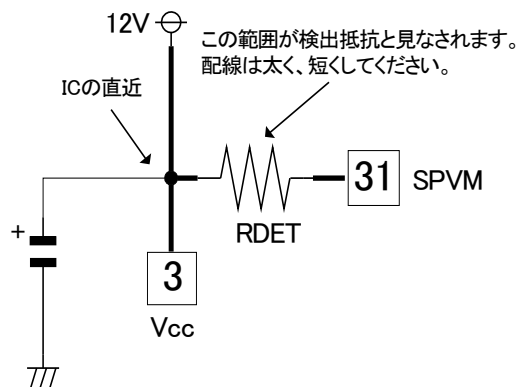 12V
この範囲が検出抵抗と見なされます。
配線は太く、短くしてください。
ICの直近
31 SPVM
+
RDET
3
Vcc